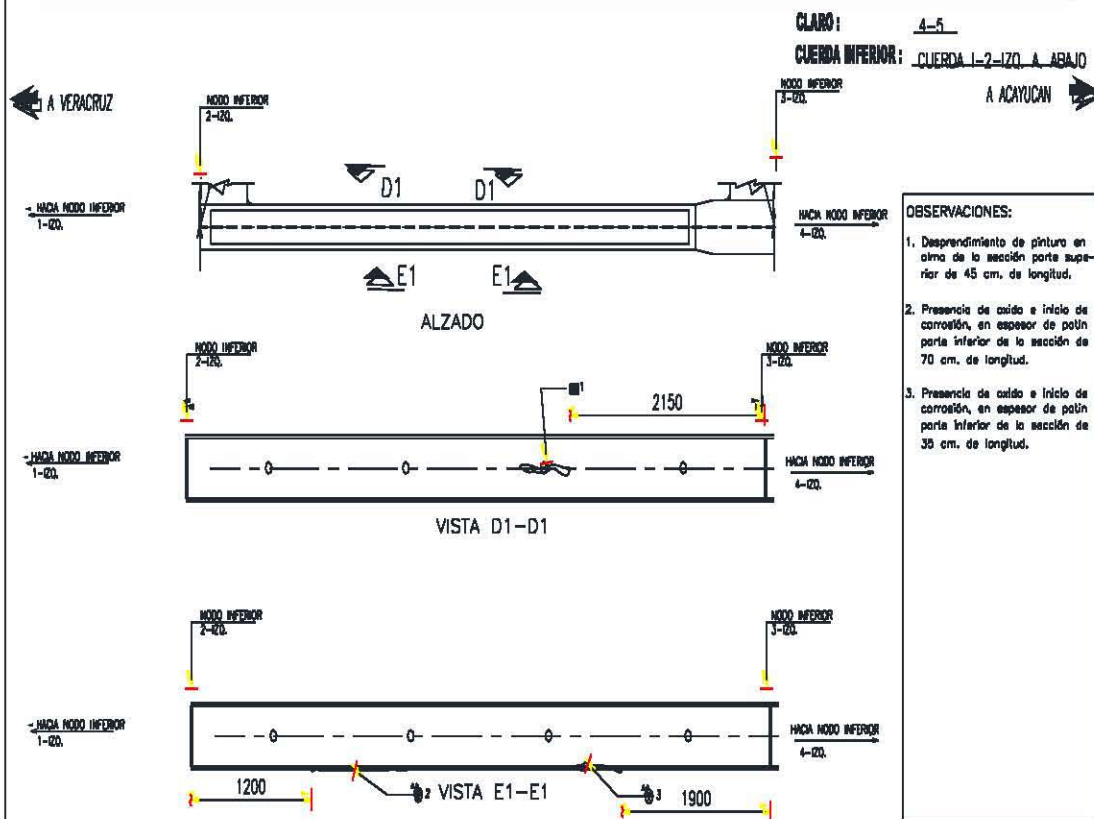 CLARO: 4-5
CUERDA INFERIOR: CUERDA 1-2-IZQ. A ABAJO
A VERACRUZ
A ACAYUCAN
NODO INFERIOR
2-IZQ.
NODO INFERIOR
3-IZQ.
D1 D1
HACIA NODO INFERIOR
1-IZQ.
HACIA NODO INFERIOR
4-IZQ.
E1 E1
ALZADO
NODO INFERIOR
2-IZQ.
NODO INFERIOR
3-IZQ.
1
2150
HACIA NODO INFERIOR
1-IZQ.
HACIA NODO INFERIOR
4-IZQ.
VISTA D1-D1
NODO INFERIOR
2-IZQ.
NODO INFERIOR
3-IZQ.
HACIA NODO INFERIOR
1-IZQ.
HACIA NODO INFERIOR
4-IZQ.
1200
2
VISTA E1-E1
3
1900
OBSERVACIONES:
1. Desprendimiento de pintura en
alma de la sección parte supe-
rior de 45 cm. de longitud.
2. Presencia de oxido e inicio de
corrosión, en espesor de patin
parte inferior de la sección de
70 cm. de longitud.
3. Presencia de oxido e inicio de
corrosión, en espesor de patin
parte inferior de la sección de
35 cm. de longitud.